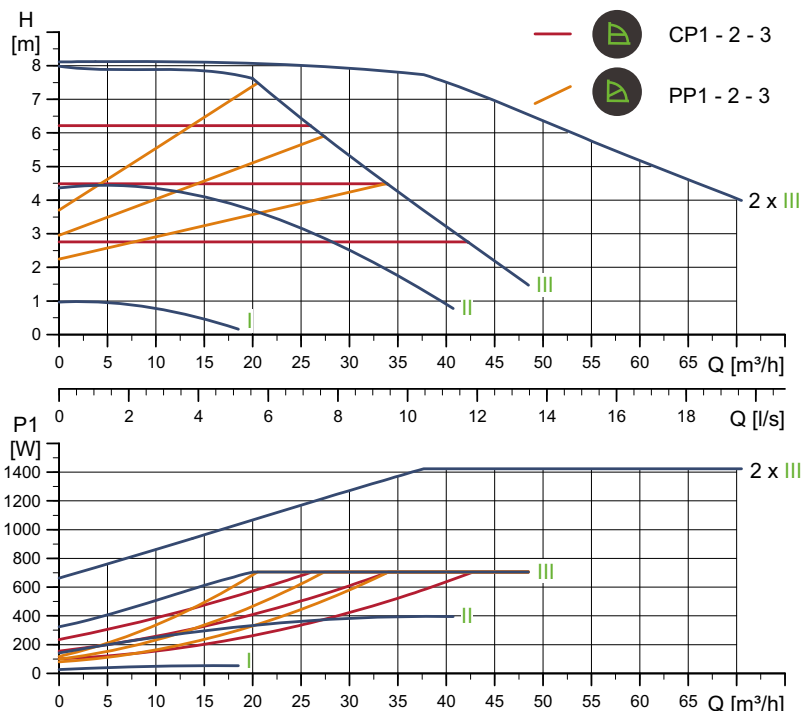 H
[m]
CP1 - 2 - 3
PP1 - 2 - 3
8
7
6
5
4
3
2
1
0
2 x III
III
II
I
0 5 10 15 20 25 30 35 40 45 50 55 60 65 Q [m³/h]
0 2 4 6 8 10 12 14 16 18 Q [l/s]
P1
[W]
1400
1200
1000
800
600
400
200
0
2 x III
III
II
I
0 5 10 15 20 25 30 35 40 45 50 55 60 65 Q [m³/h]